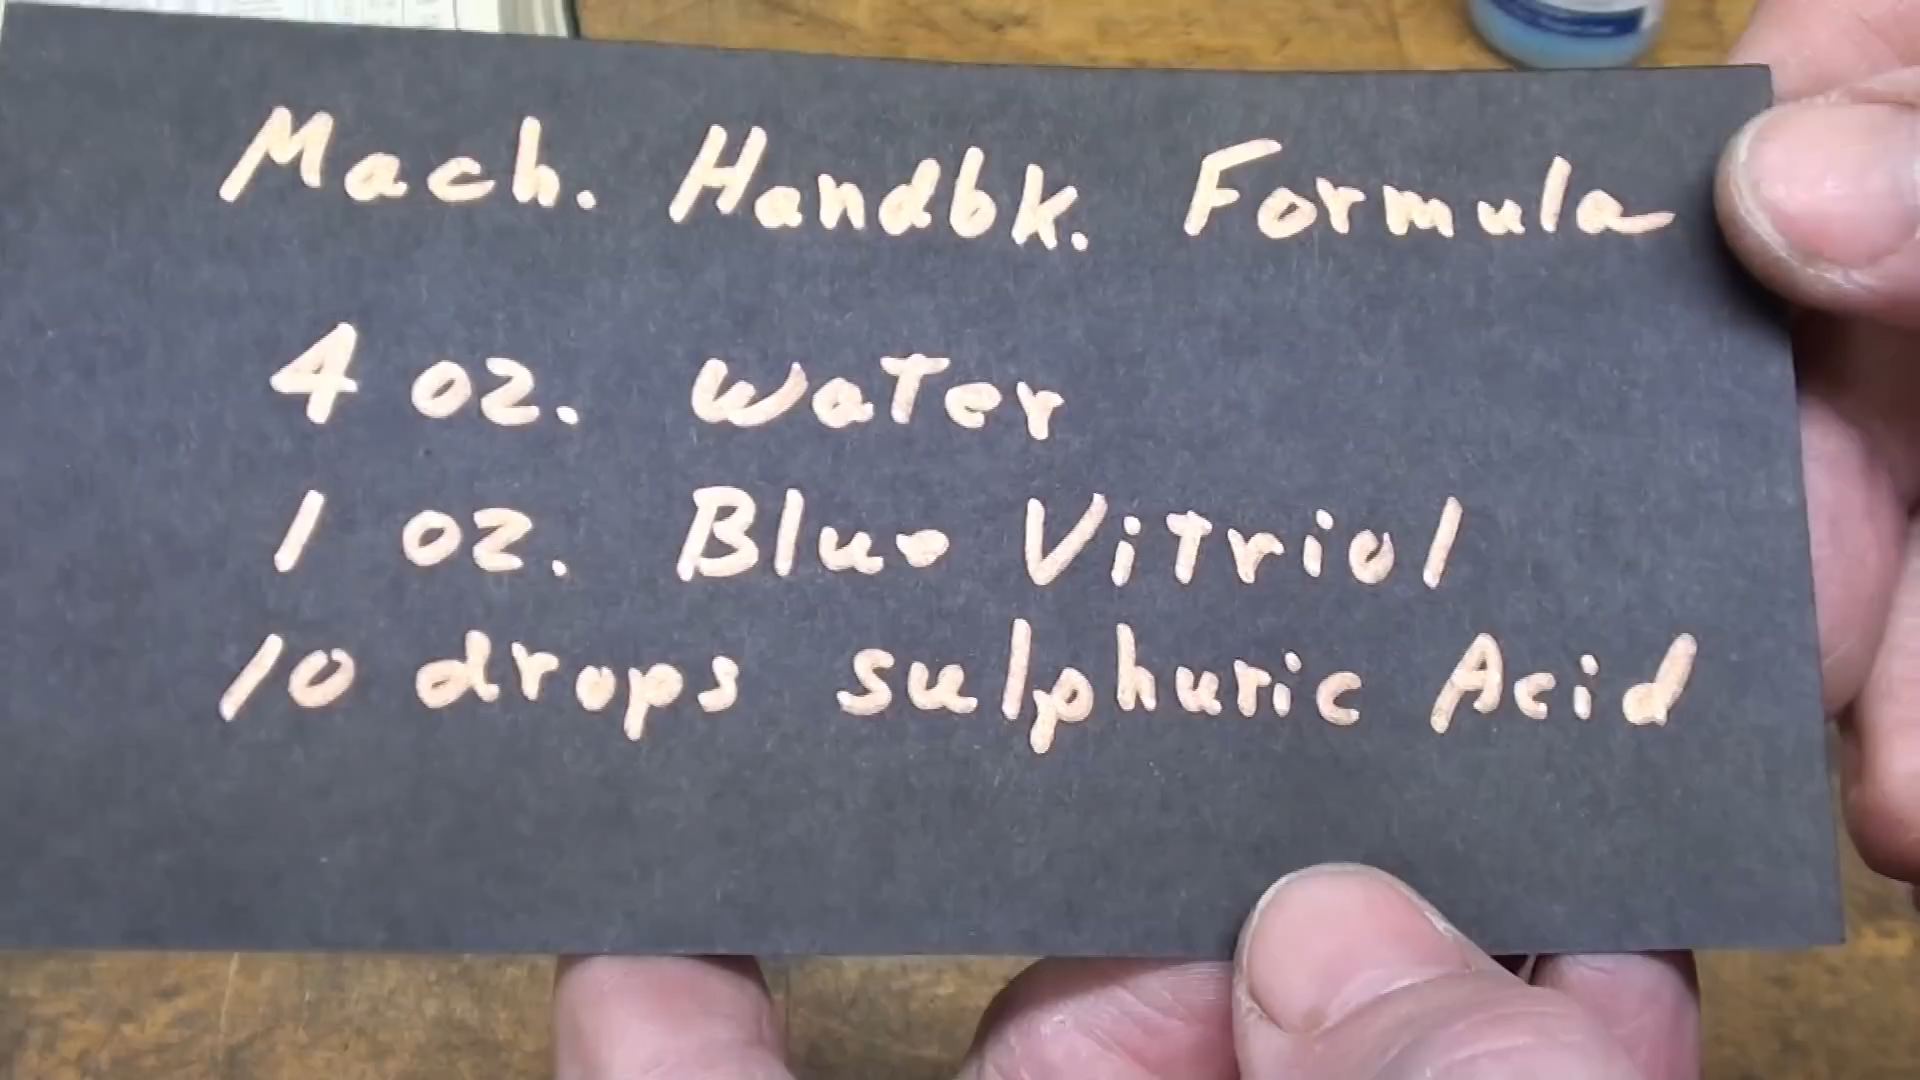 Mach. Handbk. Formula
4 oz. water
1 oz. Blue Vitriol
10 drops sulphuric Acid